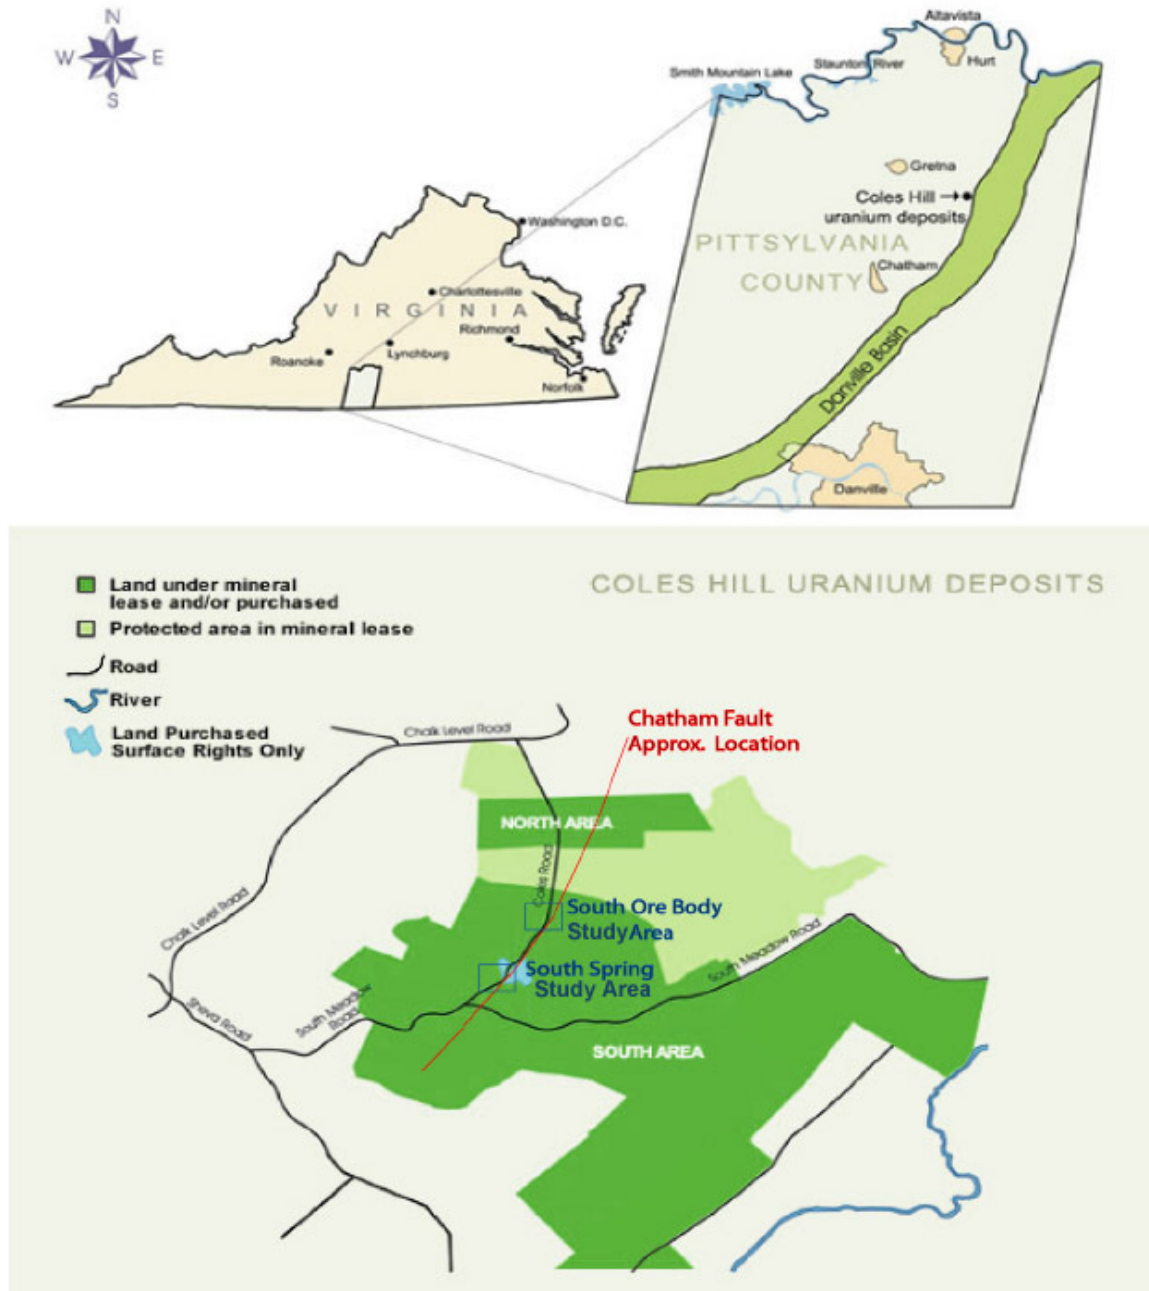 N
W E
S
Altavista
Hurt
Staunton River
Smith Mountain Lake
Gretna
Coles Hill
uranium deposits
PITTSYLVANIA
COUNTY
Chatham
Danville Basin
Danville
Washington D.C.
Charlottesville
VIRGINIA
Richmond
Roanoke
Lynchburg
Norfolk
COLES HILL URANIUM DEPOSITS
Land under mineral
lease and/or purchased
Protected area in mineral lease
Road
River
Land Purchased
Surface Rights Only
Chatham Fault
Approx. Location
Chalk Level Road
NORTH AREA
Coles Road
South Ore Body
Study Area
Chalk Level Road
South Meadow Road
South Spring
Study Area
South Meadow
Road
Sheva Road
SOUTH AREA